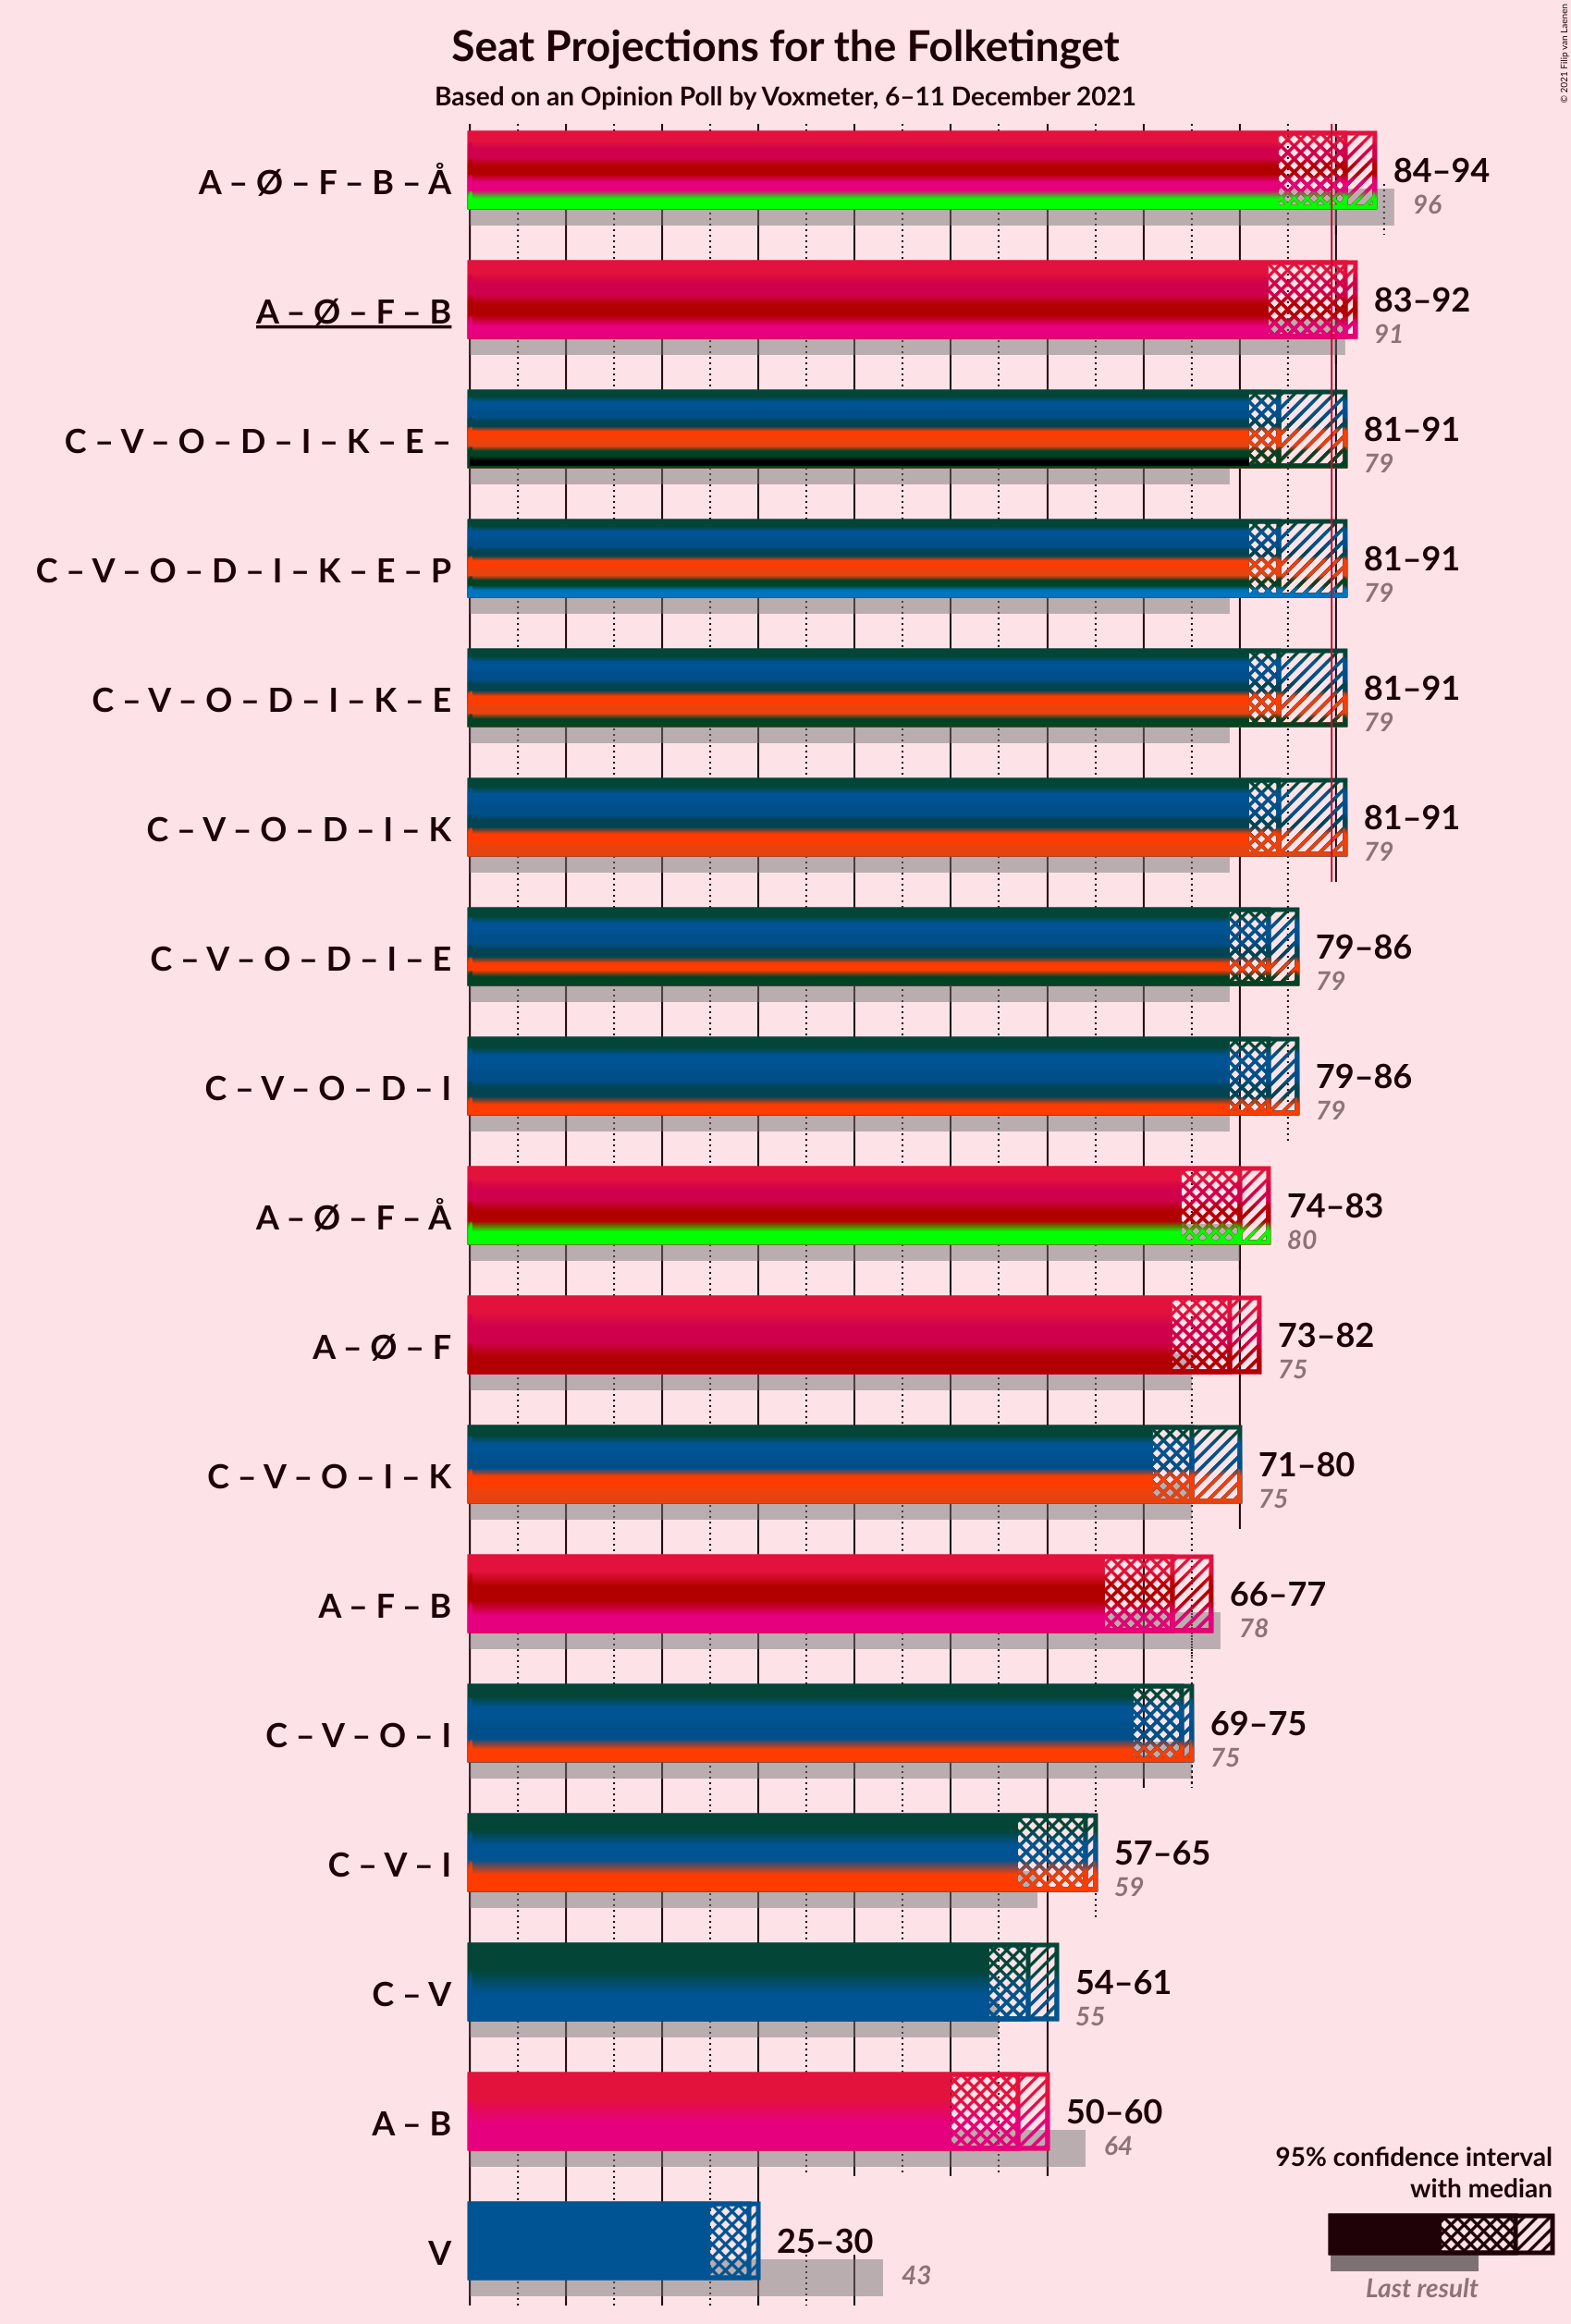 Seat Projections for the Folketinget
Based on an Opinion Poll by Voxmeter, 6–11 December 2021
© 2021 Filip van Laenen
A – Ø – F – B – Å
84–94
96
A – Ø – F – B
83–92
91
C – V – O – D – I – K – E –
81–91
79
C – V – O – D – I – K – E – P
81–91
79
C – V – O – D – I – K – E
81–91
79
C – V – O – D – I – K
81–91
79
C – V – O – D – I – E
79–86
79
C – V – O – D – I
79–86
79
A – Ø – F – Å
74–83
80
A – Ø – F
73–82
75
C – V – O – I – K
71–80
75
A – F – B
66–77
78
C – V – O – I
69–75
75
C – V – I
57–65
59
C – V
54–61
55
A – B
50–60
64
V
25–30
43
95% confidence interval
with median
Last result